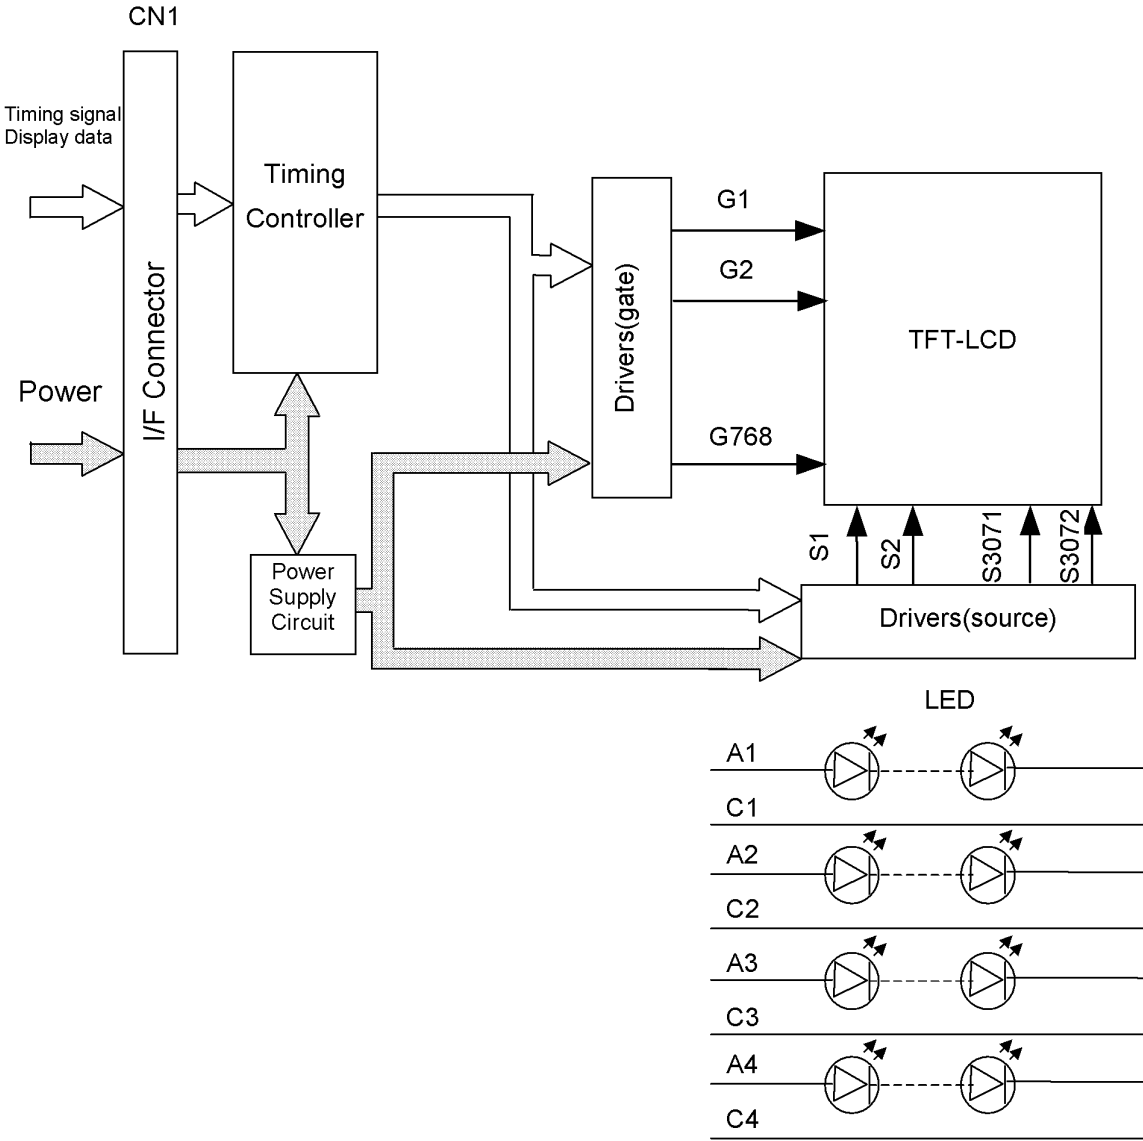 CN1
Timing signal
Display data
Power
I/F Connector
Timing
Controller
Power
Supply
Circuit
Drivers(gate)
G1
G2
G768
TFT-LCD
S1
S2
S3071
S3072
Drivers(source)
LED
A1
C1
A2
C2
A3
C3
A4
C4